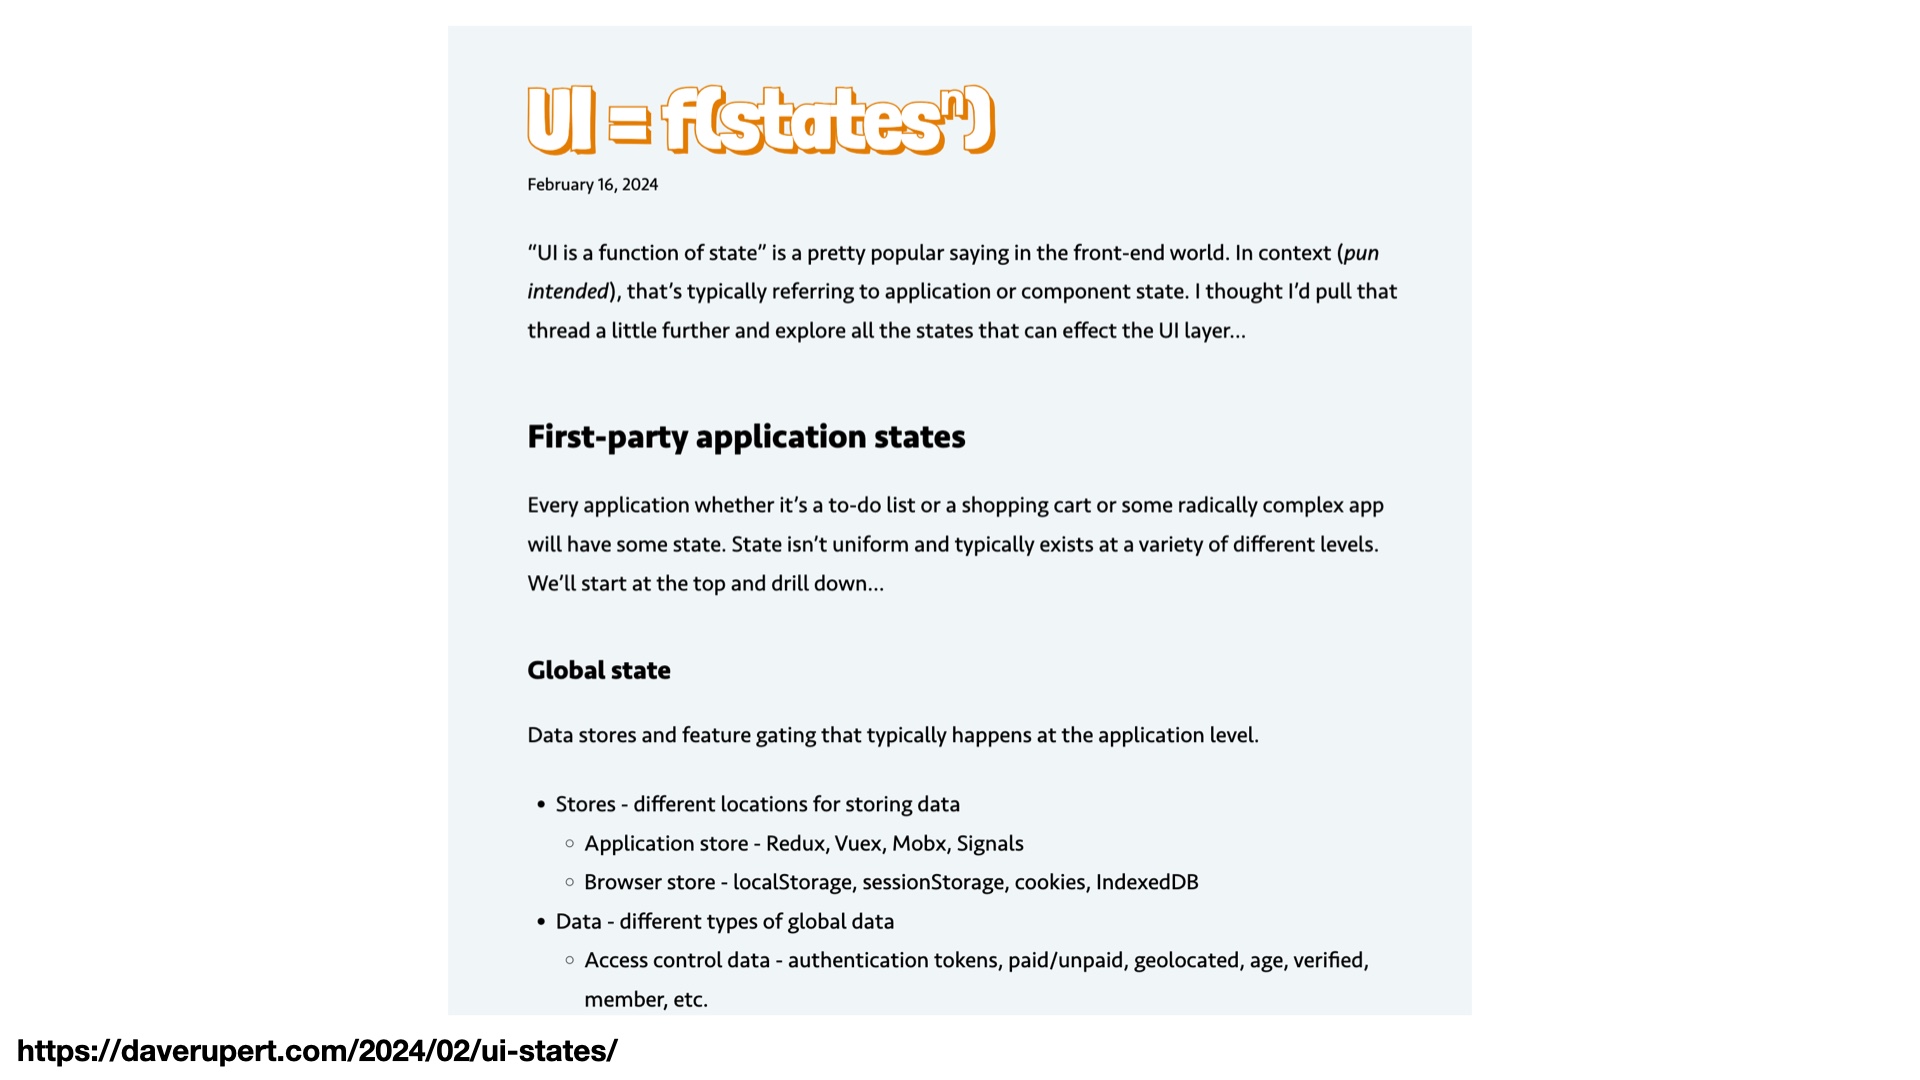 UI = f(statesⁿ)
February 16, 2024
“UI is a function of state” is a pretty popular saying in the front-end world. In context (pun
intended), that’s typically referring to application or component state. I thought I’d pull that
thread a little further and explore all the states that can effect the UI layer…
First-party application states
Every application whether it’s a to-do list or a shopping cart or some radically complex app
will have some state. State isn’t uniform and typically exists at a variety of different levels.
We’ll start at the top and drill down…
Global state
Data stores and feature gating that typically happens at the application level.
• Stores - different locations for storing data
◦ Application store - Redux, Vuex, Mobx, Signals
◦ Browser store - localStorage, sessionStorage, cookies, IndexedDB
• Data - different types of global data
◦ Access control data - authentication tokens, paid/unpaid, geolocated, age, verified,
member, etc.
https://daverupert.com/2024/02/ui-states/